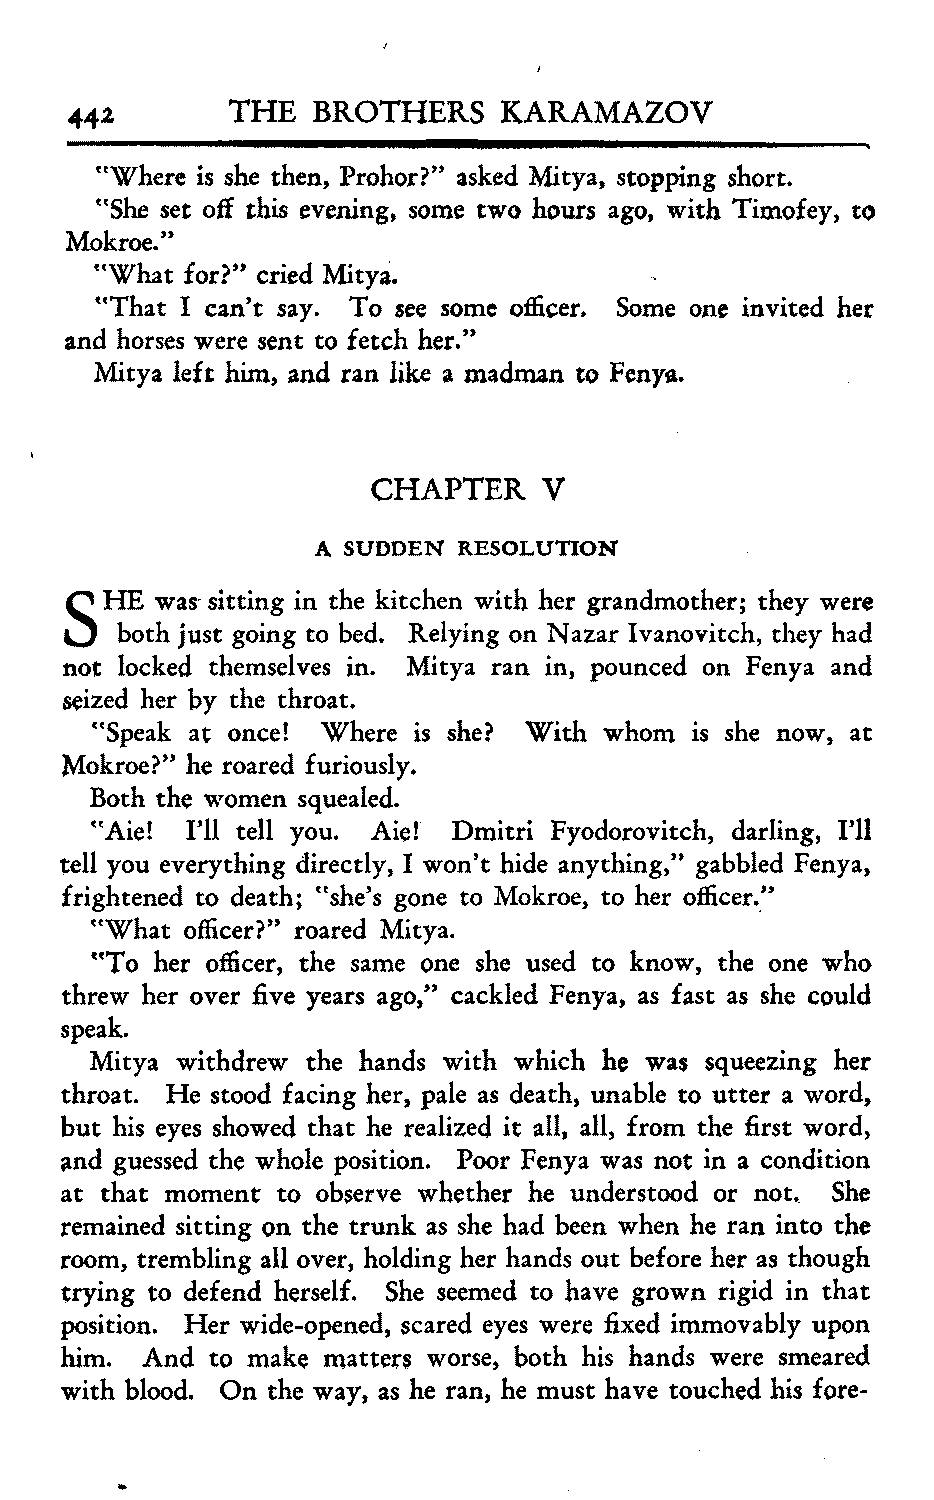 442 THE BROTHERS KARAMAZOV
"Where is she then, Prohor?" asked Mitya, stopping short.
"She set off this evening, some two hours ago, with Timofey, to
Mokroe."
"What for?" cried Mitya.
"That I can't say. To see some officer. Some one invited her
and horses were sent to fetch her."
Mitya left him, and ran like a madman to Fenya.
CHAPTER V
A SUDDEN RESOLUTION
SHE was sitting in the kitchen with her grandmother; they were
both just going to bed. Relying on Nazar Ivanovitch, they had
not locked themselves in. Mitya ran in, pounced on Fenya and
seized her by the throat.
"Speak at once! Where is she? With whom is she now, at
Mokroe?" he roared furiously.
Both the women squealed.
"Aie! I'll tell you. Aie! Dmitri Fyodorovitch, darling, I'll
tell you everything directly, I won't hide anything," gabbled Fenya,
frightened to death; "she's gone to Mokroe, to her officer."
"What officer?" roared Mitya.
"To her officer, the same one she used to know, the one who
threw her over five years ago," cackled Fenya, as fast as she could
speak.
Mitya withdrew the hands with which he was squeezing her
throat. He stood facing her, pale as death, unable to utter a word,
but his eyes showed that he realized it all, all, from the first word,
and guessed the whole position. Poor Fenya was not in a condition
at that moment to observe whether he understood or not. She
remained sitting on the trunk as she had been when he ran into the
room, trembling all over, holding her hands out before her as though
trying to defend herself. She seemed to have grown rigid in that
position. Her wide-opened, scared eyes were fixed immovably upon
him. And to make matters worse, both his hands were smeared
with blood. On the way, as he ran, he must have touched his fore-